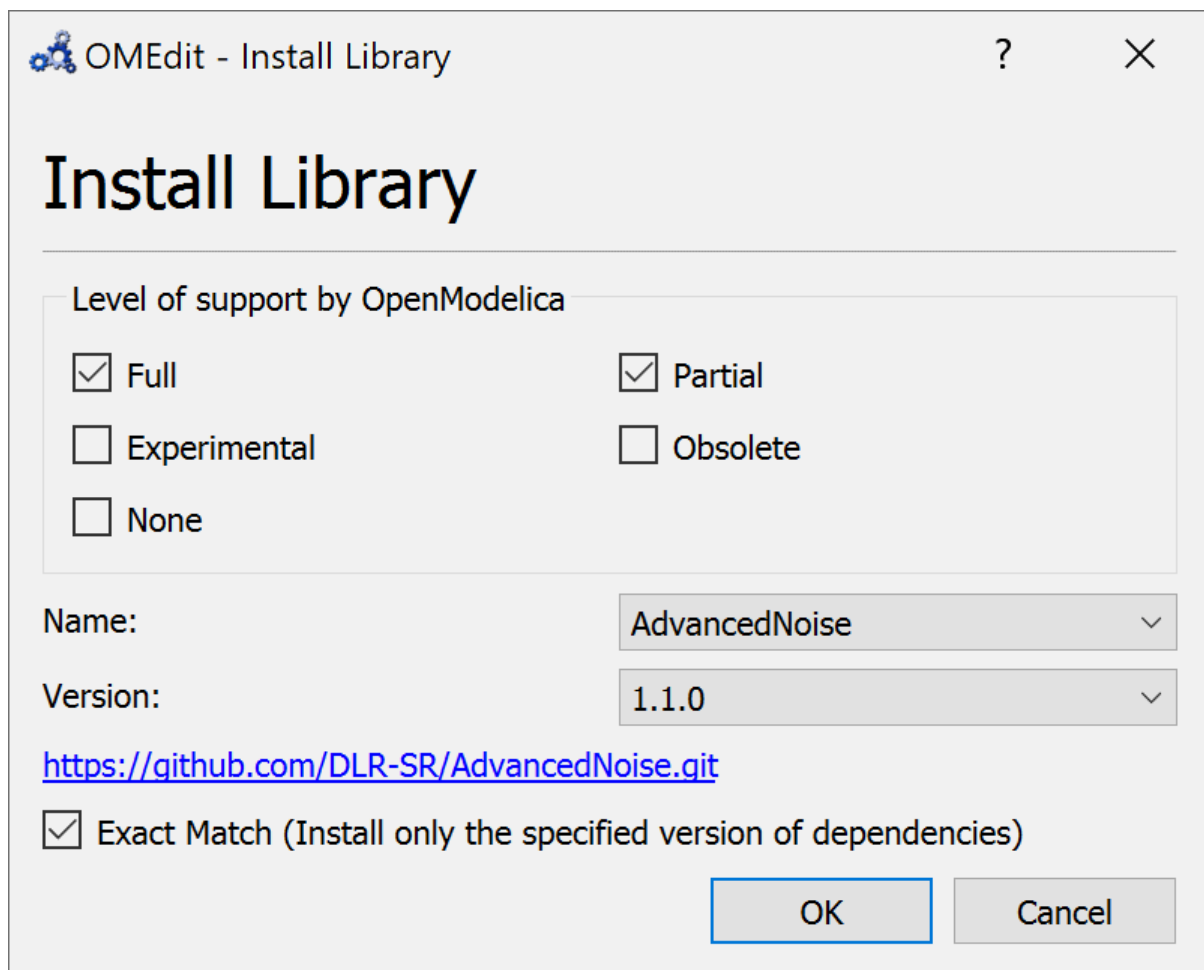 OMEdit - Install Library ?
Install Library
Level of support by OpenModelica
Full Partial
Experimental Obsolete
None
Name: AdvancedNoise
Version: 1.1.0
https://github.com/DLR-SR/AdvancedNoise.git
Exact Match (Install only the specified version of dependencies)
OK Cancel